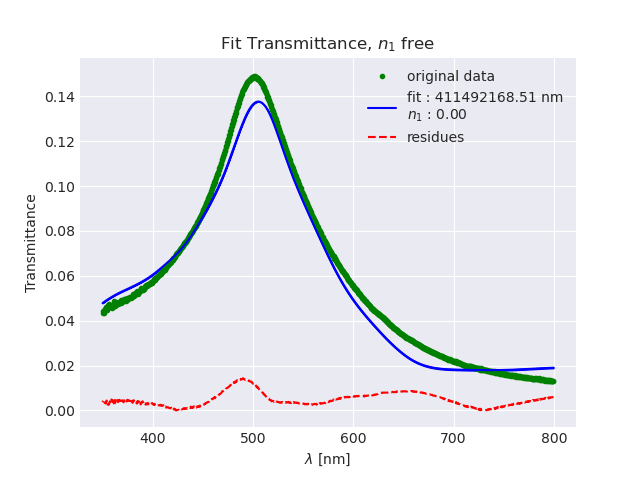 Fit Transmittance, n₁ free
original data
fit : 411492168.51 nm
n₁ : 0.00
residues
Transmittance
0.14
0.12
0.10
0.08
0.06
0.04
0.02
0.00
400 500 600 700 800
λ [nm]